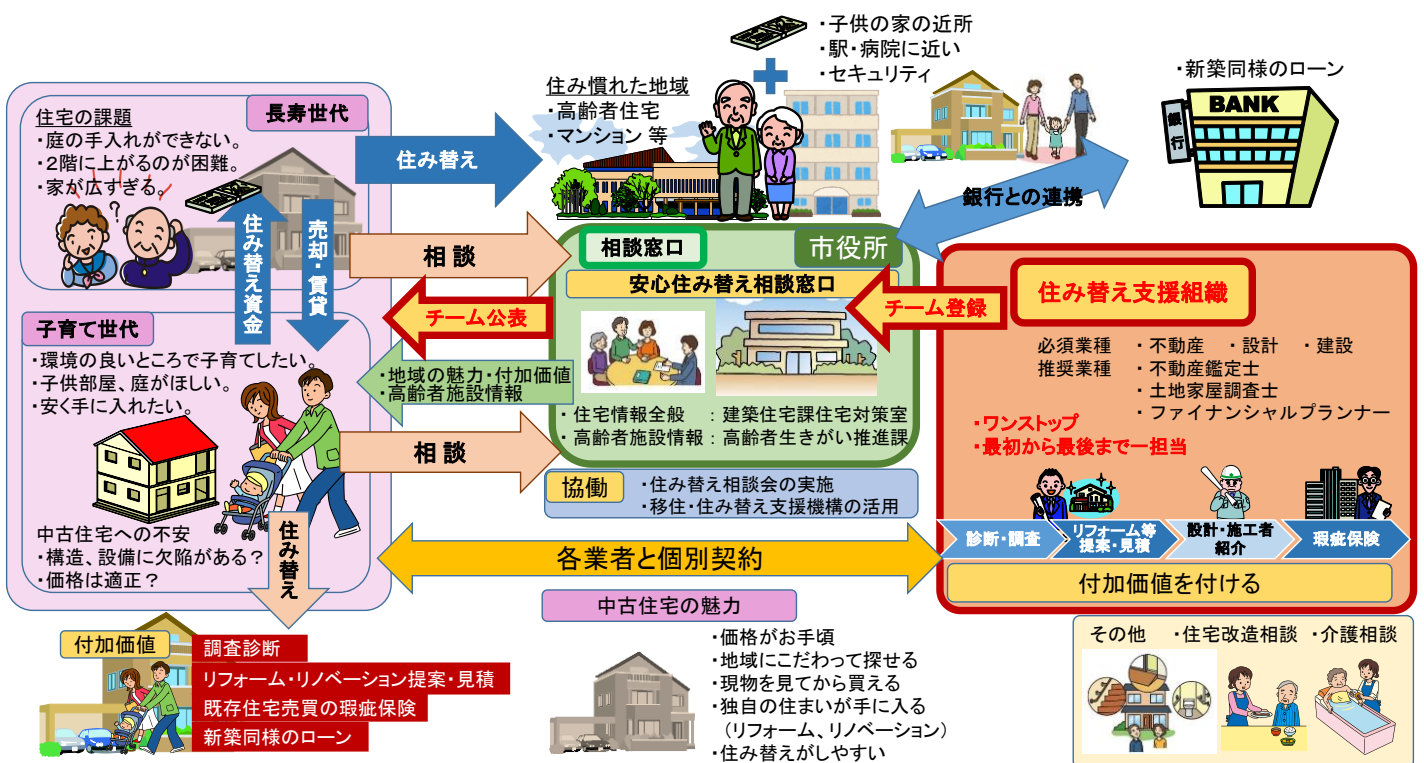 住宅の課題
・庭の手入れができない。
・2階に上がるのが困難。
・家が広すぎる。
長寿世代
?
住み替え資金
売却・賃貸
子育て世代
・環境の良いところで子育てしたい。
・子供部屋、庭がほしい。
・安く手に入れたい。
中古住宅への不安
・構造、設備に欠陥がある?
・価格は適正?
住み替え
付加価値
調査診断
リフォーム・リノベーション提案・見積
既存住宅売買の瑕疵保険
新築同様のローン
住み替え
相 談
チーム公表
・地域の魅力・付加価値
・高齢者施設情報
相 談
住み慣れた地域
・高齢者住宅
・マンション 等
・子供の家の近所
・駅・病院に近い
・セキュリティ
・新築同様のローン
BANK
銀行
銀行との連携
相談窓口
市役所
安心住み替え相談窓口
・住宅情報全般 :建築住宅課住宅対策室
・高齢者施設情報:高齢者生きがい推進課
チーム登録
協働
・住み替え相談会の実施
・移住・住み替え支援機構の活用
各業者と個別契約
住み替え支援組織
必須業種 ・不動産 ・設計 ・建設
推奨業種 ・不動産鑑定士
・土地家屋調査士
・ファイナンシャルプランナー
・ワンストップ
・最初から最後まで一担当
診断・調査
リフォーム等
提案・見積
設計・施工者
紹介
瑕疵保険
付加価値を付ける
中古住宅の魅力
・価格がお手頃
・地域にこだわって探せる
・現物を見てから買える
・独自の住まいが手に入る
(リフォーム、リノベーション)
・住み替えがしやすい
その他 ・住宅改造相談 ・介護相談